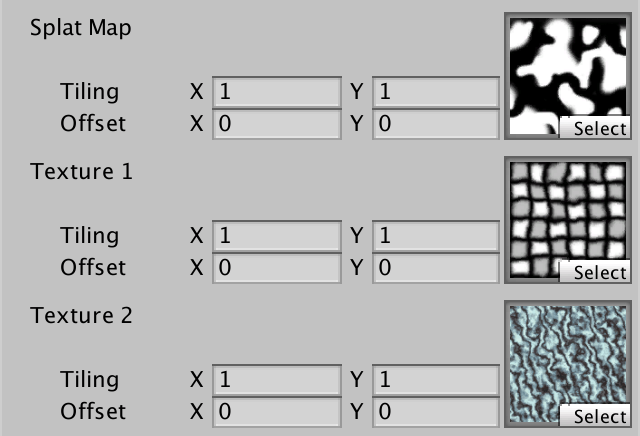 Splat Map
Tiling X 1 Y 1
Offset X 0 Y 0
Select
Texture 1
Tiling X 1 Y 1
Offset X 0 Y 0
Select
Texture 2
Tiling X 1 Y 1
Offset X 0 Y 0
Select